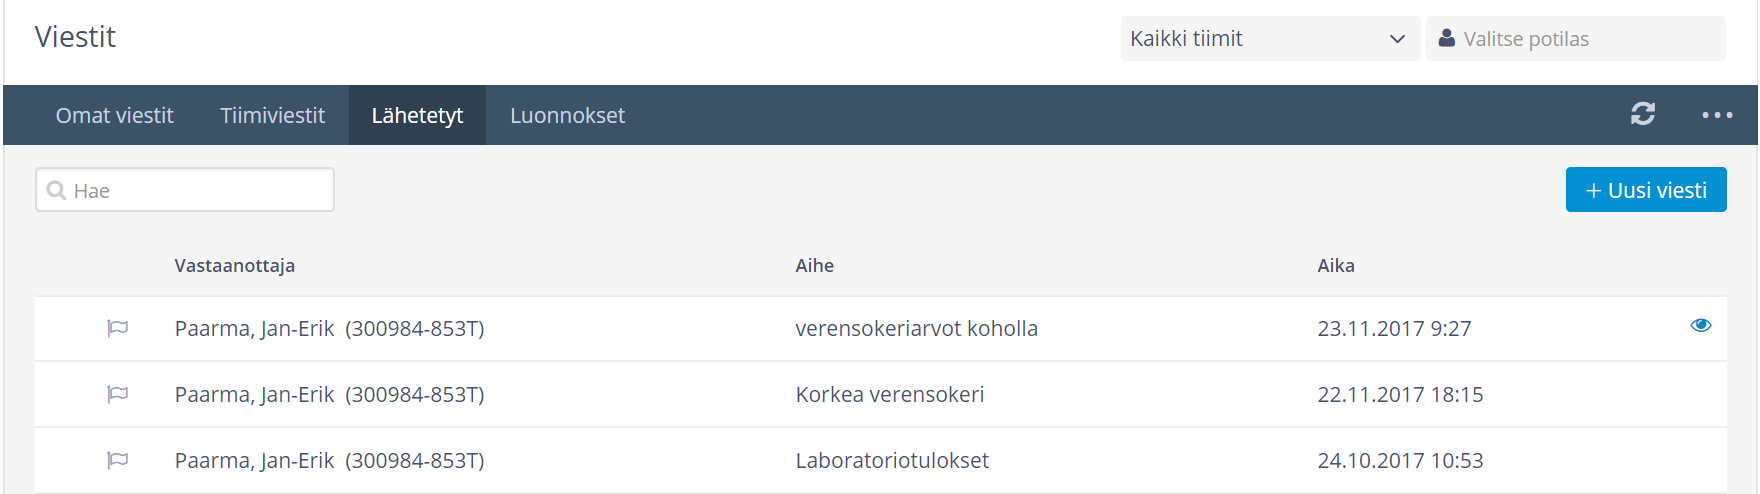 Viestit
Kaikki tiimit
Valitse potilas
Omat viestit Tiimiviestit Lähetetyt Luonnokset
Hae
+ Uusi viesti
Vastaanottaja Aihe Aika
Paarma, Jan-Erik (300984-853T) verensokeriarvot koholla 23.11.2017 9:27
Paarma, Jan-Erik (300984-853T) Korkea verensokeri 22.11.2017 18:15
Paarma, Jan-Erik (300984-853T) Laboratoriotulokset 24.10.2017 10:53